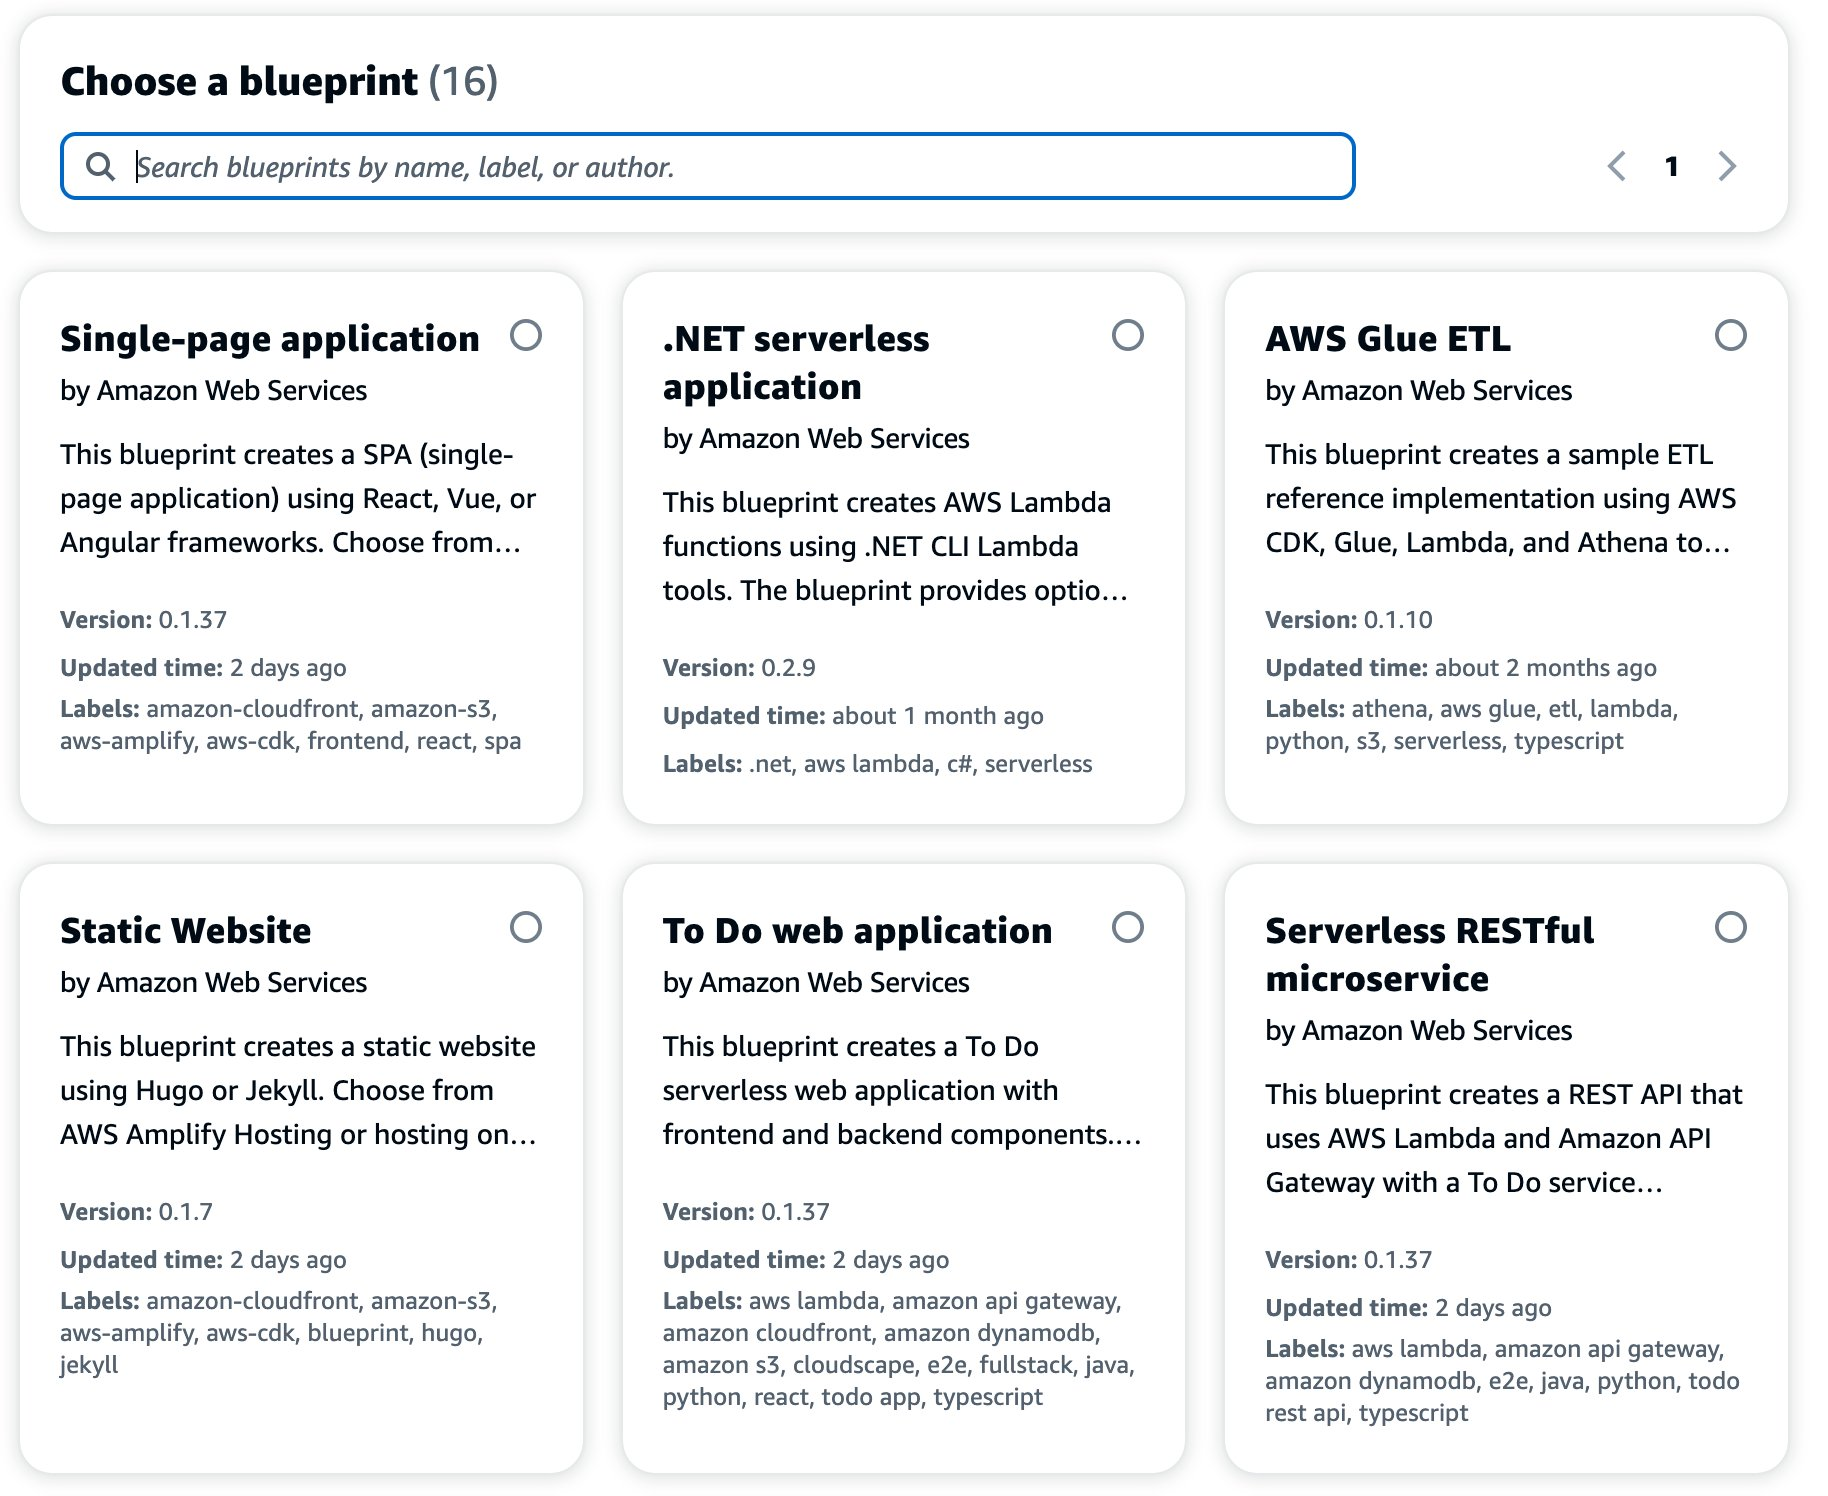 Choose a blueprint (16)
Search blueprints by name, label, or author.
1
Single-page application
by Amazon Web Services
This blueprint creates a SPA (single-
page application) using React, Vue, or
Angular frameworks. Choose from...
Version: 0.1.37
Updated time: 2 days ago
Labels: amazon-cloudfront, amazon-s3,
aws-amplify, aws-cdk, frontend, react, spa
.NET serverless
application
by Amazon Web Services
This blueprint creates AWS Lambda
functions using .NET CLI Lambda
tools. The blueprint provides optio...
Version: 0.2.9
Updated time: about 1 month ago
Labels: .net, aws lambda, c#, serverless
AWS Glue ETL
by Amazon Web Services
This blueprint creates a sample ETL
reference implementation using AWS
CDK, Glue, Lambda, and Athena to...
Version: 0.1.10
Updated time: about 2 months ago
Labels: athena, aws glue, etl, lambda,
python, s3, serverless, typescript
Static Website
by Amazon Web Services
This blueprint creates a static website
using Hugo or Jekyll. Choose from
AWS Amplify Hosting or hosting on...
Version: 0.1.7
Updated time: 2 days ago
Labels: amazon-cloudfront, amazon-s3,
aws-amplify, aws-cdk, blueprint, hugo,
jekyll
To Do web application
by Amazon Web Services
This blueprint creates a To Do
serverless web application with
frontend and backend components....
Version: 0.1.37
Updated time: 2 days ago
Labels: aws lambda, amazon api gateway,
amazon cloudfront, amazon dynamodb,
amazon s3, cloudscape, e2e, fullstack, java,
python, react, todo app, typescript
Serverless RESTful
microservice
by Amazon Web Services
This blueprint creates a REST API that
uses AWS Lambda and Amazon API
Gateway with a To Do service...
Version: 0.1.37
Updated time: 2 days ago
Labels: aws lambda, amazon api gateway,
amazon dynamodb, e2e, java, python, todo
rest api, typescript